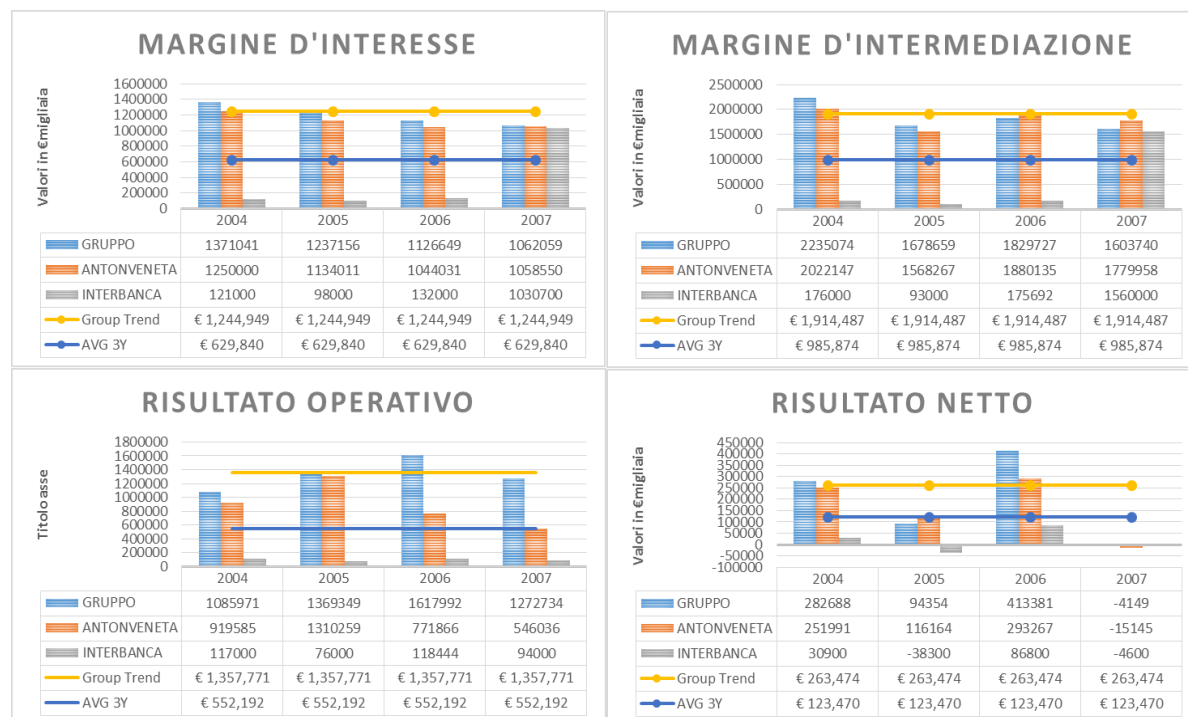 MARGINE D'INTERESSE
Valori in €migliaia
1600000
1400000
1200000
1000000
800000
600000
400000
200000
0
2004 2005 2006 2007
GRUPPO 1371041 1237156 1126649 1062059
ANTONVENETA 1250000 1134011 1044031 1058550
INTERBANCA 121000 98000 132000 1030700
Group Trend € 1,244,949 € 1,244,949 € 1,244,949 € 1,244,949
AVG 3Y € 629,840 € 629,840 € 629,840 € 629,840
MARGINE D'INTERMEDIAZIONE
Valori in €migliaia
2500000
2000000
1500000
1000000
500000
0
2004 2005 2006 2007
GRUPPO 2235074 1678659 1829727 1603740
ANTONVENETA 2022147 1568267 1880135 1779958
INTERBANCA 176000 93000 175692 1560000
Group Trend € 1,914,487 € 1,914,487 € 1,914,487 € 1,914,487
AVG 3Y € 985,874 € 985,874 € 985,874 € 985,874
RISULTATO OPERATIVO
Titolo asse
1800000
1600000
1400000
1200000
1000000
800000
600000
400000
200000
0
2004 2005 2006 2007
GRUPPO 1085971 1369349 1617992 1272734
ANTONVENETA 919585 1310259 771866 546036
INTERBANCA 117000 76000 118444 94000
Group Trend € 1,357,771 € 1,357,771 € 1,357,771 € 1,357,771
AVG 3Y € 552,192 € 552,192 € 552,192 € 552,192
RISULTATO NETTO
Valori in €migliaia
450000
400000
350000
300000
250000
200000
150000
100000
50000
0
-50000
-100000
2004 2005 2006 2007
GRUPPO 282688 94354 413381 -4149
ANTONVENETA 251991 116164 293267 -15145
INTERBANCA 30900 -38300 86800 -4600
Group Trend € 263,474 € 263,474 € 263,474 € 263,474
AVG 3Y € 123,470 € 123,470 € 123,470 € 123,470